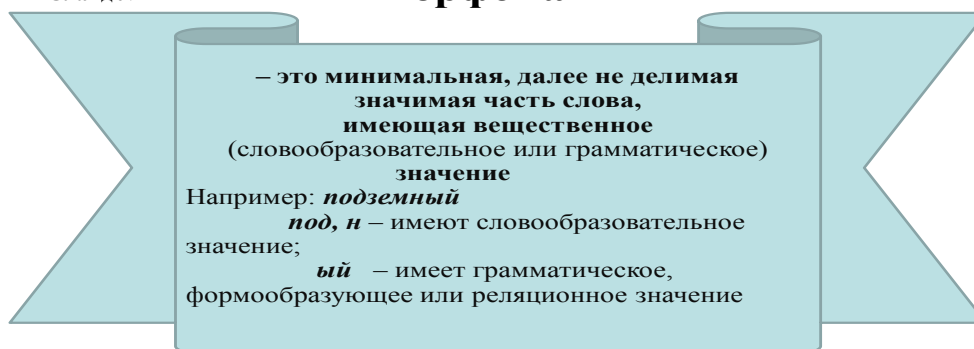 – это минимальная, далее не делимая
значимая часть слова,
имеющая вещественное
(словообразовательное или грамматическое)
значение
Например: подземный
под, н – имеют словообразовательное
значение;
ый – имеет грамматическое,
формообразующее или реляционное значение